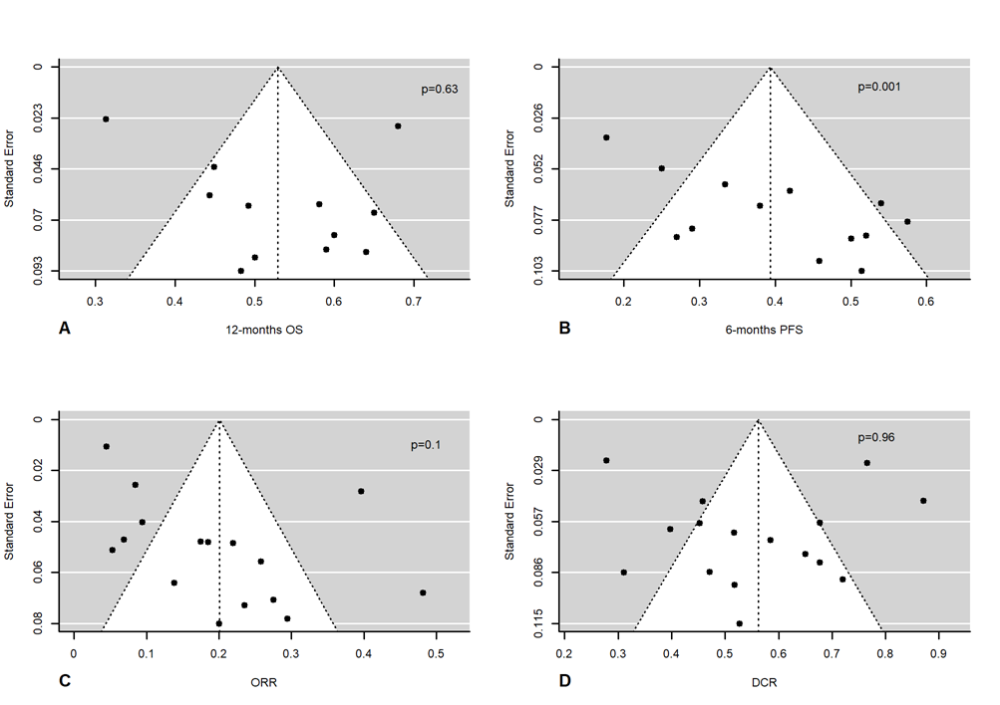 p=0.63
Standard Error
0
0.023
0.046
0.07
0.093
0.3
0.4
0.5
0.6
0.7
A
12-months OS
p=0.001
Standard Error
0
0.026
0.052
0.077
0.103
0.2
0.3
0.4
0.5
0.6
B
6-months PFS
p=0.1
Standard Error
0
0.02
0.04
0.06
0.08
0
0.1
0.2
0.3
0.4
0.5
C
ORR
p=0.96
Standard Error
0
0.029
0.057
0.086
0.115
0.2
0.3
0.4
0.5
0.6
0.7
0.8
0.9
D
DCR